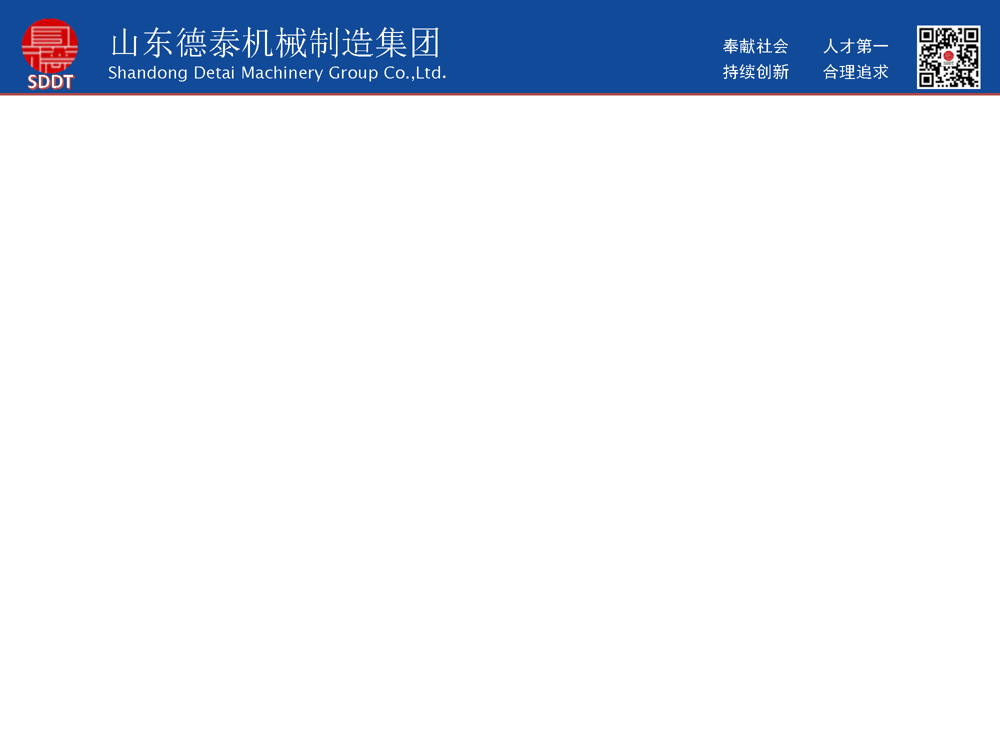 山东德泰机械制造集团
Shandong Detai Machinery Group Co.,Ltd.
SDDT
奉献社会 人才第一
持续创新 合理追求
SDDT